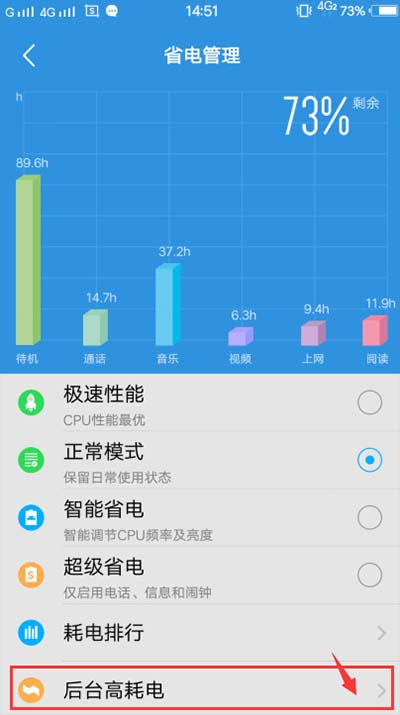 G 4G S 14:51 4G2 73%
省电管理
h
73% 剩余
89.6h
37.2h
14.7h
11.9h
9.4h
6.3h
待机 通话 音乐 视频 上网 阅读
极速性能
CPU性能最优
正常模式
保留日常使用状态
智能省电
智能调节CPU频率及亮度
S
超级省电
仅启用电话、信息和闹钟
耗电排行
后台高耗电